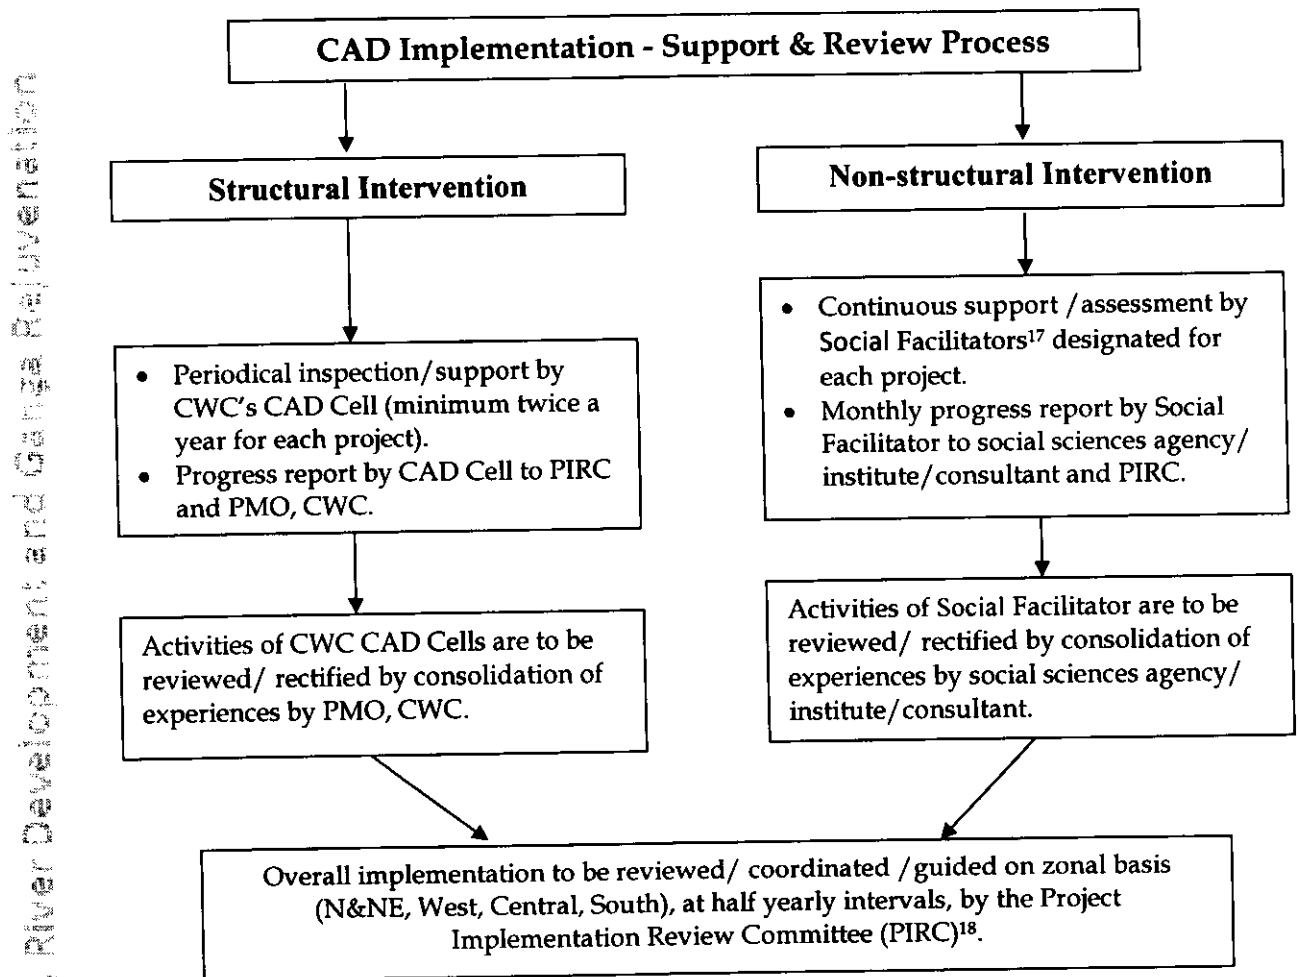 CAD Implementation - Support & Review Process
Structural Intervention
Non-structural Intervention
• Periodical inspection/support by
CWC's CAD Cell (minimum twice a
year for each project).
• Progress report by CAD Cell to PIRC
and PMO, CWC.
• Continuous support /assessment by
Social Facilitators¹⁷ designated for
each project.
• Monthly progress report by Social
Facilitator to social sciences agency/
institute/consultant and PIRC.
Activities of CWC CAD Cells are to be
reviewed/ rectified by consolidation of
experiences by PMO, CWC.
Activities of Social Facilitator are to be
reviewed/ rectified by consolidation of
experiences by social sciences agency/
institute/consultant.
Overall implementation to be reviewed/ coordinated /guided on zonal basis
(N&NE, West, Central, South), at half yearly intervals, by the Project
Implementation Review Committee (PIRC)¹⁸.
River Development and Ganga Rejuvenation